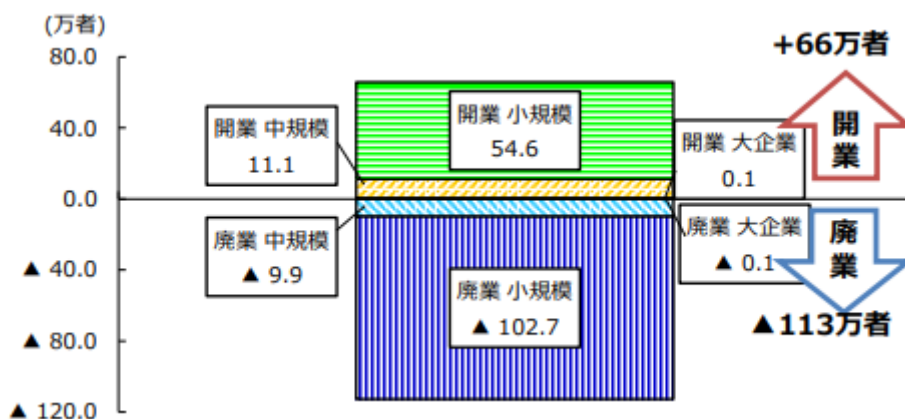 (万者)
80.0
40.0
0.0
▲ 40.0
▲ 80.0
▲ 120.0
開業 中規模
11.1
開業 小規模
54.6
開業 大企業
0.1
廃業 中規模
▲ 9.9
廃業 小規模
▲ 102.7
廃業 大企業
▲ 0.1
+66万者
開業
廃業
▲113万者